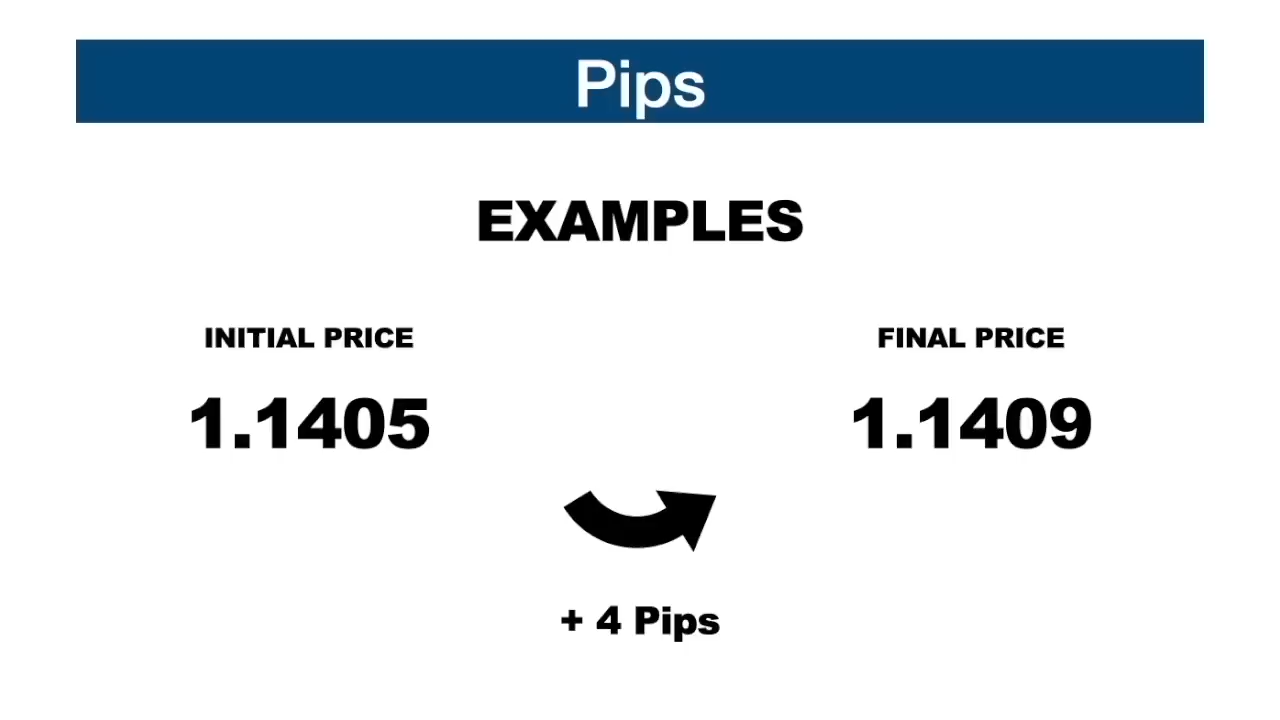 Pips
EXAMPLES
INITIAL PRICE
FINAL PRICE
1.1405
1.1409
+ 4 Pips